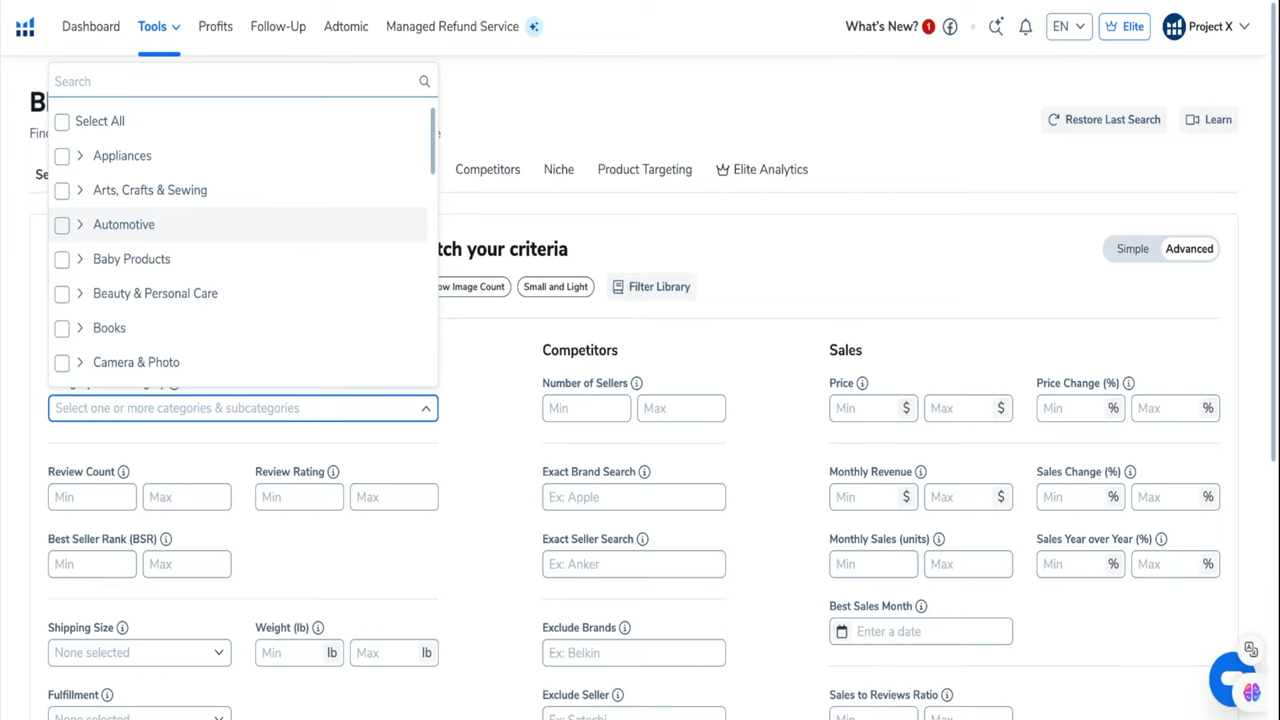 Dashboard Tools Profits Follow-Up Adtomic Managed Refund Service What's New? 1 EN Elite Project X
Search
Select All
Appliances
Arts, Crafts & Sewing
Automotive
Baby Products
Beauty & Personal Care
Books
Camera & Photo
Select one or more categories & subcategories
Restore Last Search Learn
Competitors Niche Product Targeting Elite Analytics
tch your criteria
Simple Advanced
ow Image Count Small and Light Filter Library
Review Count Review Rating
Min Max Min Max
Best Seller Rank (BSR)
Min Max
Shipping Size Weight (lb)
None selected Min lb Max lb
Fulfillment
None selected
Competitors
Number of Sellers
Min Max
Exact Brand Search
Ex: Apple
Exact Seller Search
Ex: Anker
Exclude Brands
Ex: Belkin
Exclude Seller
Ex: Satechi
Sales
Price Price Change (%)
Min $ Max $ Min % Max %
Monthly Revenue Sales Change (%)
Min $ Max $ Min % Max %
Monthly Sales (units) Sales Year over Year (%)
Min Max Min % Max %
Best Sales Month
Enter a date
Sales to Reviews Ratio
Min Max